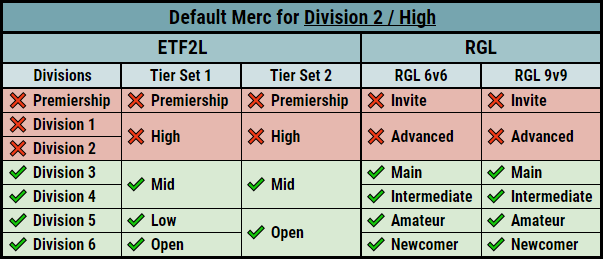 Default Merc for Division 2 / High
ETF2L RGL
Divisions Tier Set 1 Tier Set 2 RGL 6v6 RGL 9v9
Premiership Premiership Premiership Invite Invite
Division 1
High High Advanced Advanced
Division 2
Division 3 Main Main
Mid Mid
Division 4 Intermediate Intermediate
Division 5 Low Amateur Amateur
Open
Division 6 Open Newcomer Newcomer